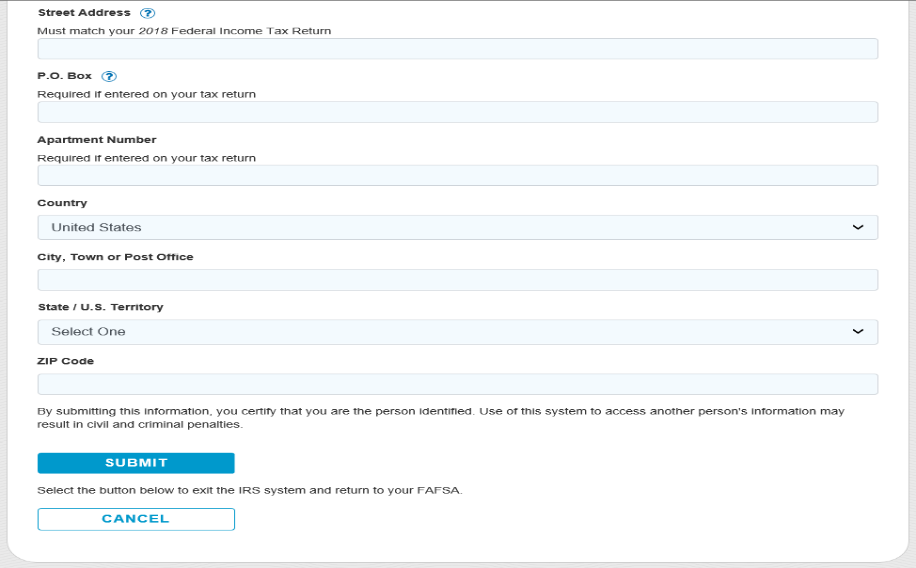 Street Address ?
Must match your 2018 Federal Income Tax Return
P.O. Box ?
Required if entered on your tax return
Apartment Number
Required if entered on your tax return
Country
United States
City, Town or Post Office
State / U.S. Territory
Select One
ZIP Code
By submitting this information, you certify that you are the person identified. Use of this system to access another person's information may
result in civil and criminal penalties.
SUBMIT
Select the button below to exit the IRS system and return to your FAFSA.
CANCEL